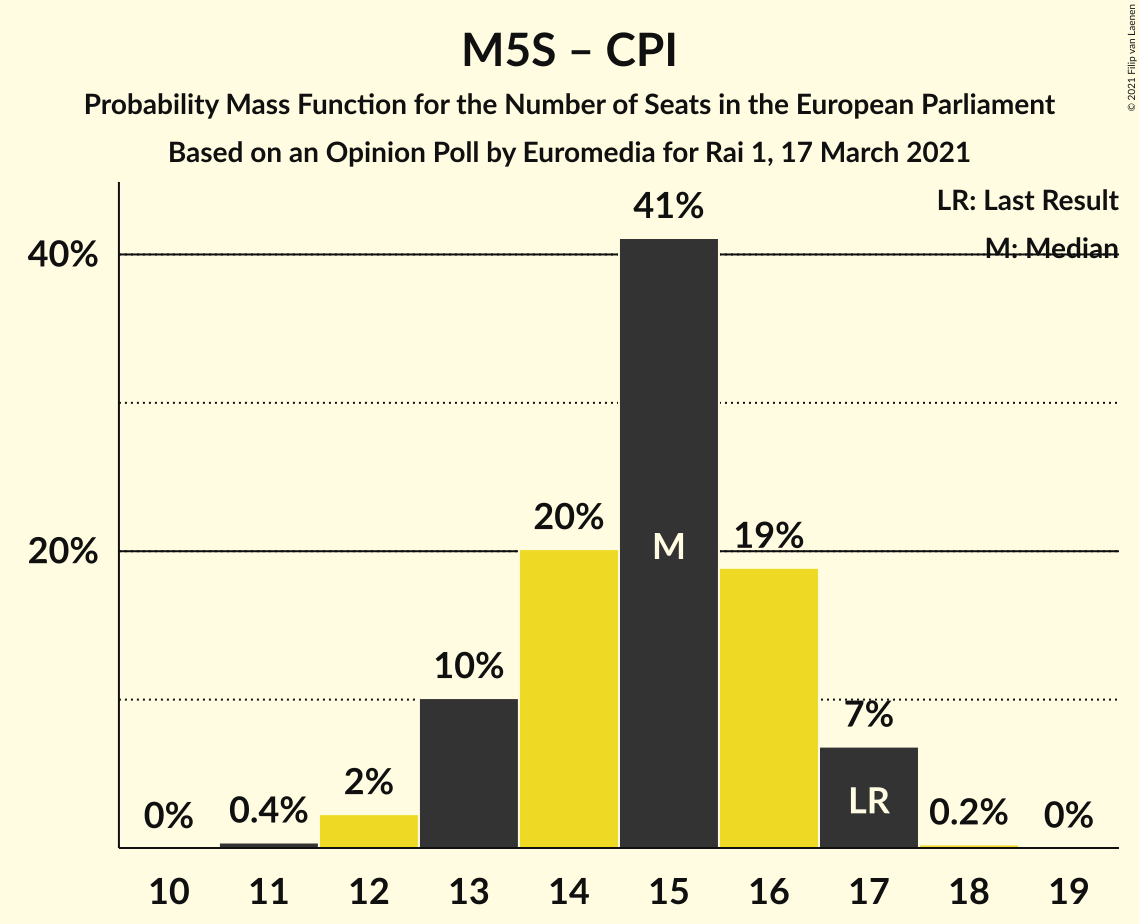 M5S – CPI
Probability Mass Function for the Number of Seats in the European Parliament
Based on an Opinion Poll by Euromedia for Rai 1, 17 March 2021
© 2021 Filip van Laenen
LR: Last Result
M: Median
40%
20%
0%
0.4%
2%
10%
20%
41%
19%
7%
0.2%
0%
M
LR
10 11 12 13 14 15 16 17 18 19